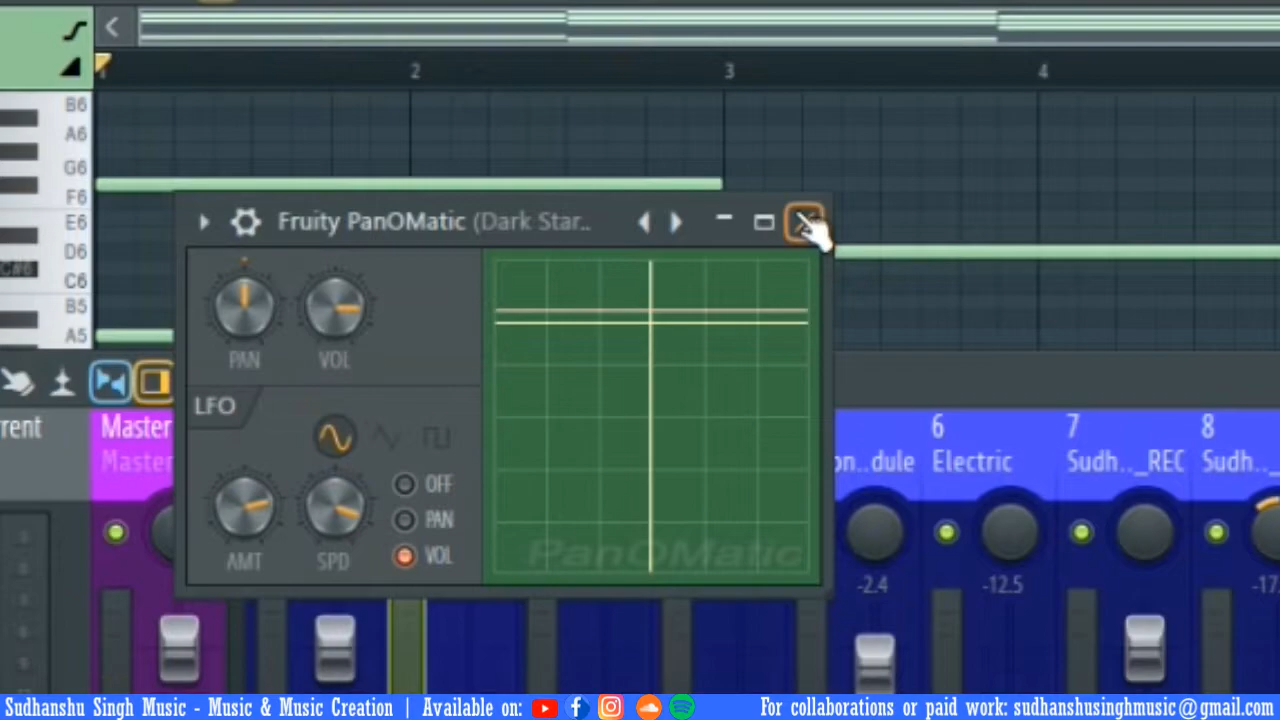 1 2 3 4
B6
A6
G6
F6
E6
D6
C#6
C6
B5
A5
Fruity PanOMatic (Dark Star..
PAN VOL
LFO
OFF
PAN
VOL
AMT SPD
PanOMatic
rrent
Master
Master
on..dule
6
Electric
7
Sudh.._REC
8
Sudh.._
-2.4
-12.5
-17.
Sudhanshu Singh Music - Music & Music Creation | Available on:
For collaborations or paid work: sudhanshusinghmusic@gmail.com